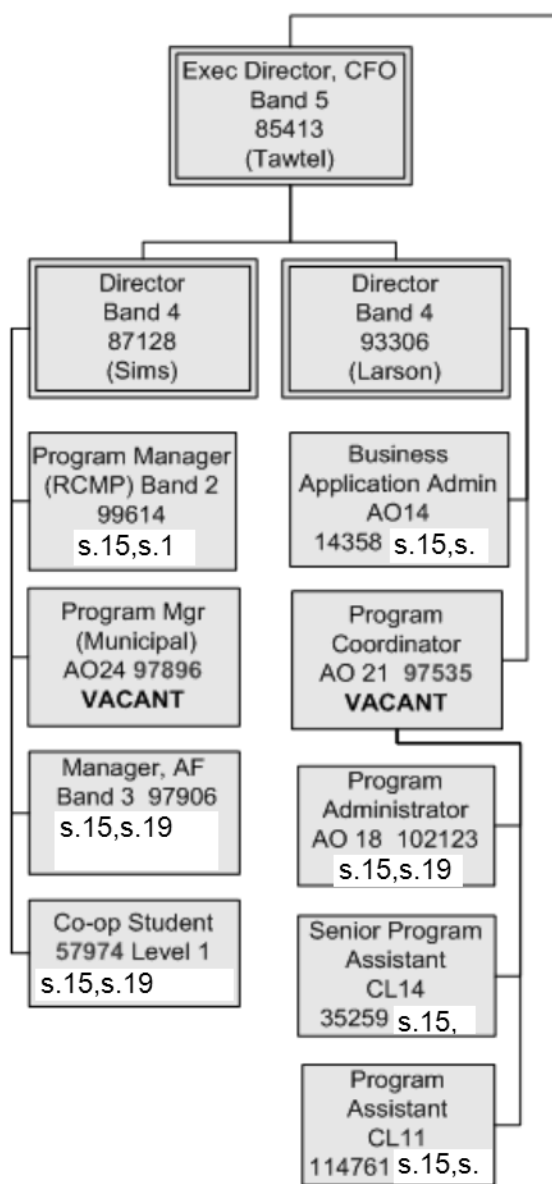 Exec Director, CFO
Band 5
85413
(Tawtel)
Director
Band 4
87128
(Sims)
Director
Band 4
93306
(Larson)
Program Manager
(RCMP) Band 2
99614
s.15,s.1
Program Mgr
(Municipal)
AO24 97896
VACANT
Manager, AF
Band 3 97906
s.15,s.19
Co-op Student
57974 Level 1
s.15,s.19
Business
Application Admin
AO14
14358 s.15,s.
Program
Coordinator
AO 21 97535
VACANT
Program
Administrator
AO 18 102123
s.15,s.19
Senior Program
Assistant
CL14
35259 s.15,
Program
Assistant
CL11
114761 s.15,s.